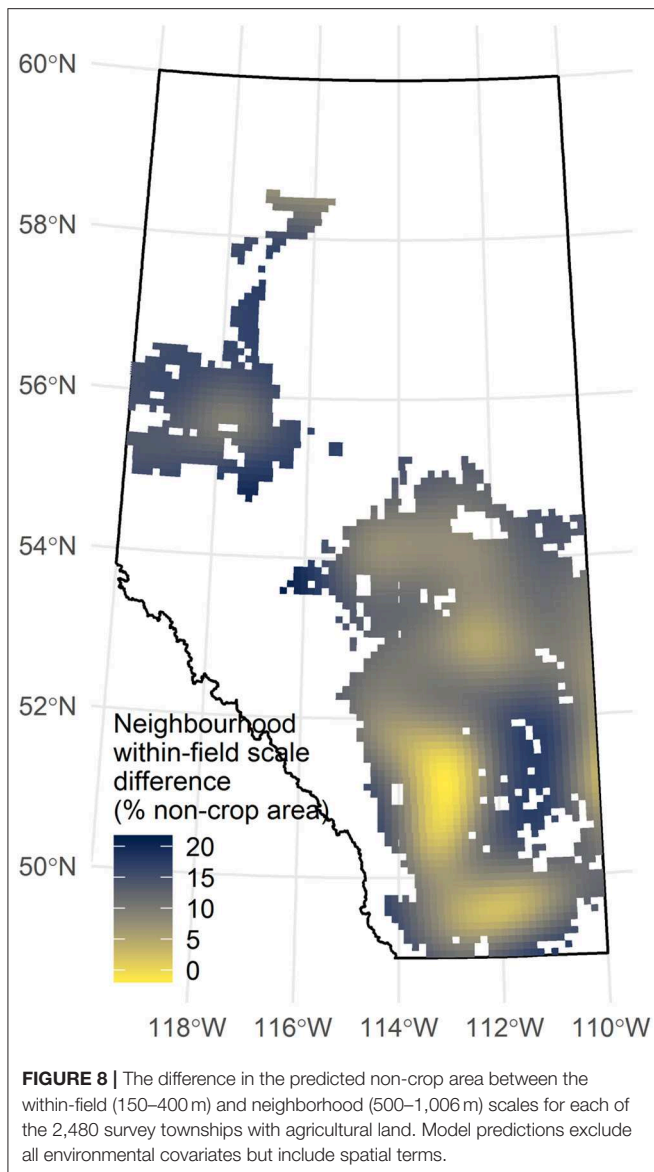 60°N
58°N
56°N
54°N
52°N
50°N
Neighbourhood
within-field scale
difference
(% non-crop area)
20
15
10
5
0
118°W 116°W 114°W 112°W 110°W
FIGURE 8 | The difference in the predicted non-crop area between the
within-field (150–400 m) and neighborhood (500–1,006 m) scales for each of
the 2,480 survey townships with agricultural land. Model predictions exclude
all environmental covariates but include spatial terms.